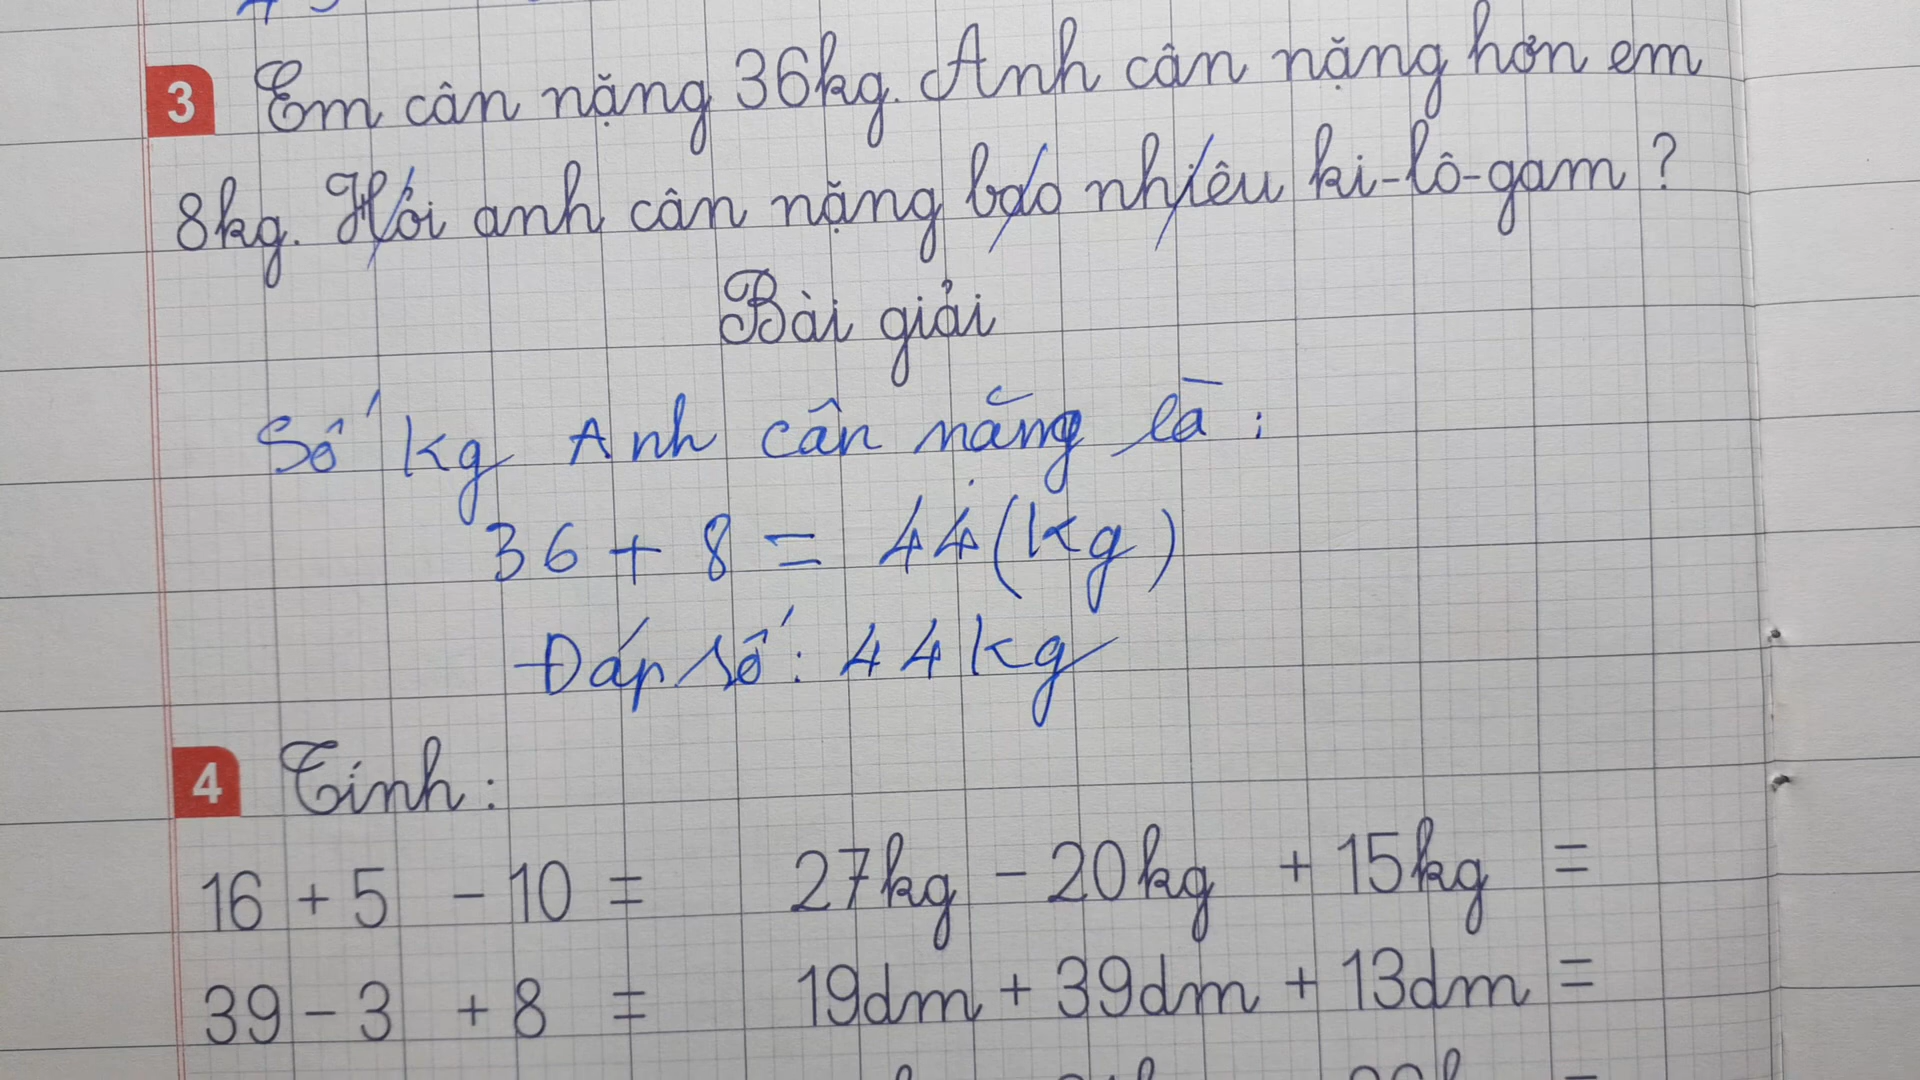 3 Em cân nặng 36kg. Anh cân nặng hơn em
8kg. Hỏi anh cân nặng bao nhiêu ki-lô-gam?
Bài giải
Số kg Anh cân nặng là:
36 + 8 = 44 (kg)
Đáp số: 44kg
4 Tính:
16 + 5 - 10 = 27kg - 20kg + 15kg =
39 - 3 + 8 = 19dm + 39dm + 13dm =